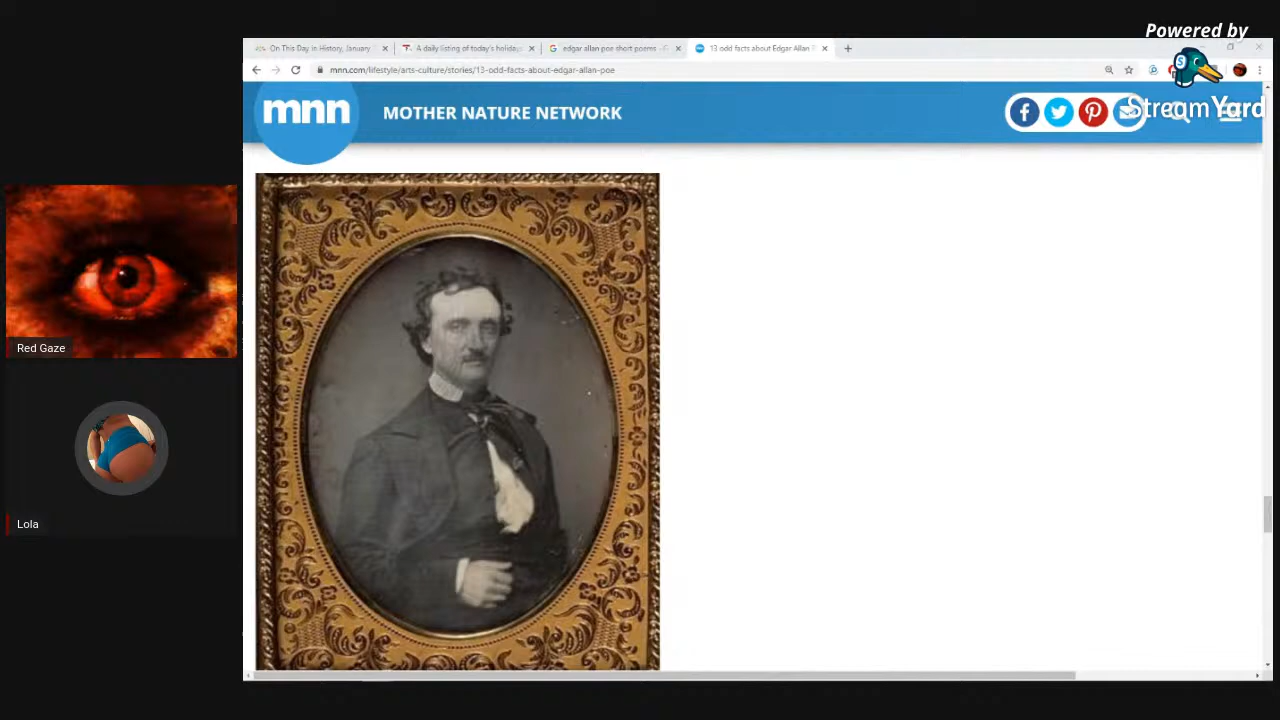 Powered by
StreamYard
On This Day in History, January
A daily listing of today's holiday
edgar allan poe short poems -
13 odd facts about Edgar Allan
mnn.com/lifestyle/arts-culture/stories/13-odd-facts-about-edgar-allan-poe
mnn
MOTHER NATURE NETWORK
Red Gaze
Lola